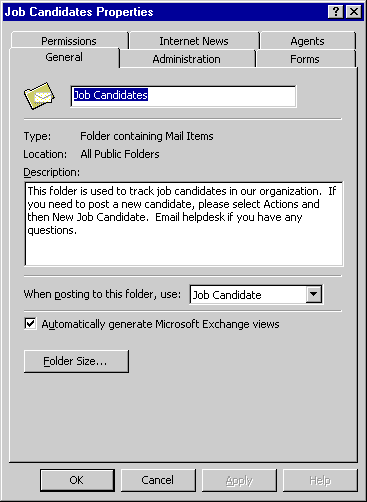 Job Candidates Properties
Permissions Internet News Agents
General Administration Forms
Job Candidates
Type: Folder containing Mail Items
Location: All Public Folders
Description:
This folder is used to track job candidates in our organization. If
you need to post a new candidate, please select Actions and
then New Job Candidate. Email helpdesk if you have any
questions.
When posting to this folder, use: Job Candidate
Automatically generate Microsoft Exchange views
Folder Size...
OK Cancel Apply Help